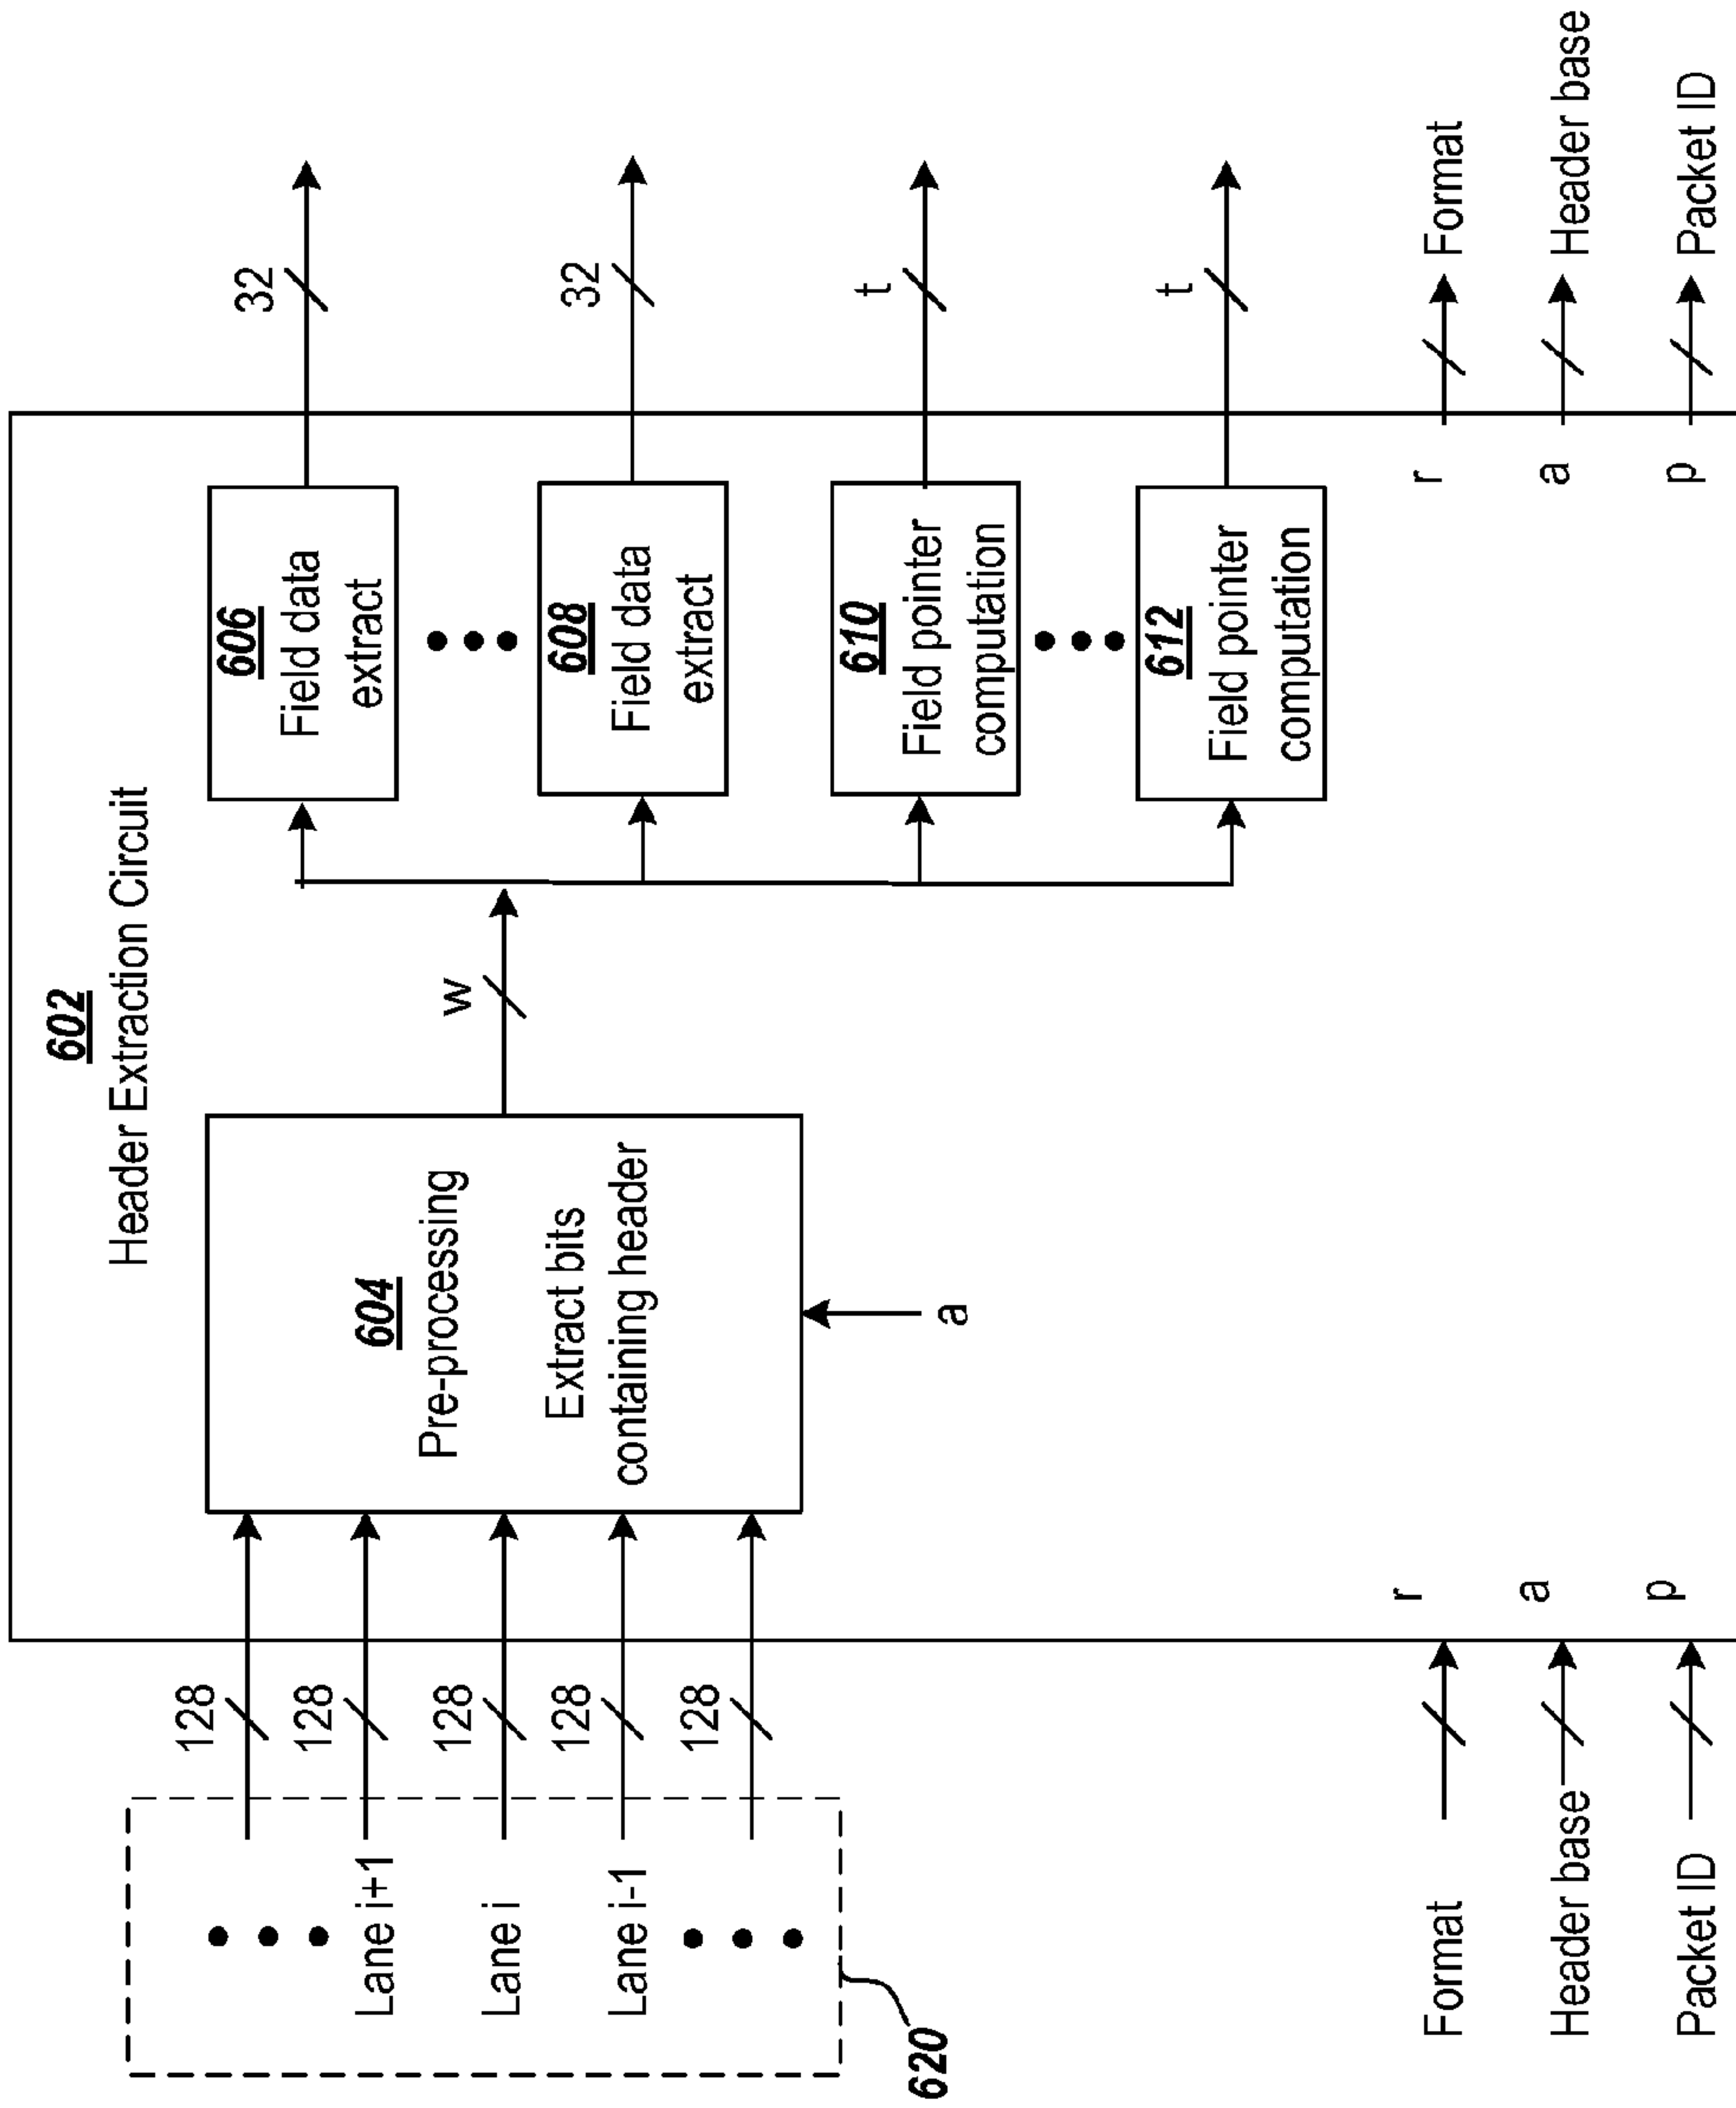 602
Header Extraction Circuit
128
128
128
128
128
Lane i+1
Lane i
Lane i-1
620
604
Pre-processing
Extract bits
containing header
a
w
606
Field data
extract
608
Field data
extract
610
Field pointer
computation
612
Field pointer
computation
32
32
t
t
Format
r
r
Format
Header base
a
a
Header base
Packet ID
p
p
Packet ID